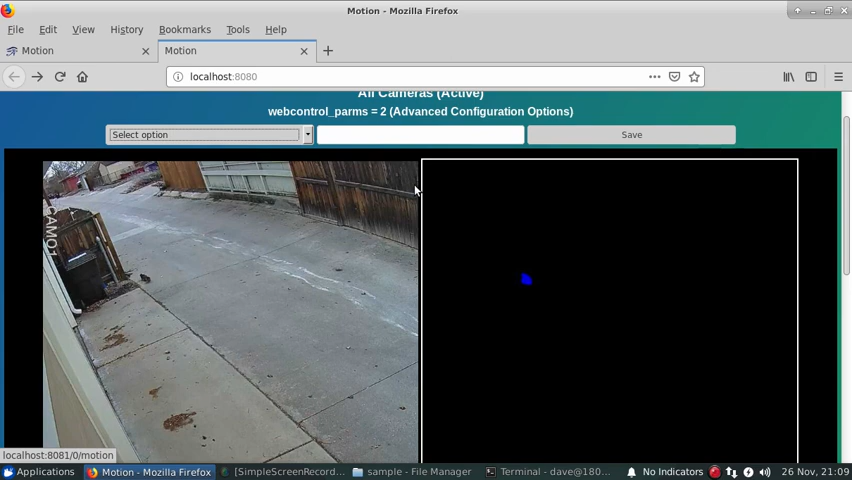 Motion - Mozilla Firefox
File Edit View History Bookmarks Tools Help
Motion Motion
localhost:8080
All Cameras (Active)
webcontrol_parms = 2 (Advanced Configuration Options)
Select option Save
CAM01
localhost:8081/0/motion
Applications Motion - Mozilla Firefox [SimpleScreenRecord... sample - File Manager Terminal - dave@180... No Indicators 26 Nov, 21:09